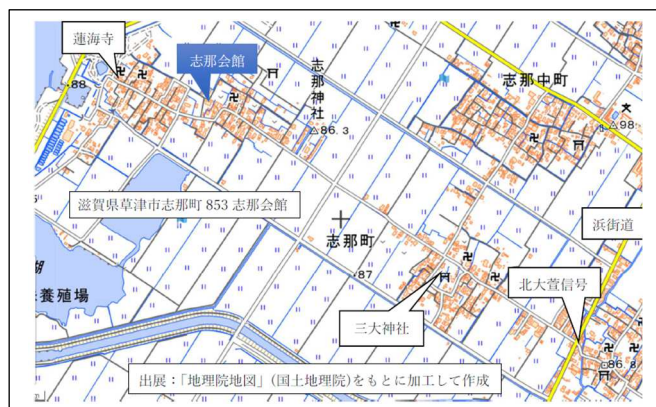 蓮海寺
志那会館
志那神社
志那中町
88
86.3
98
滋賀県草津市志那町 853 志那会館
志那町
浜街道
87
北大萱信号
養殖場
三大神社
86.8
出展：「地理院地図」(国土地理院)をもとに加工して作成